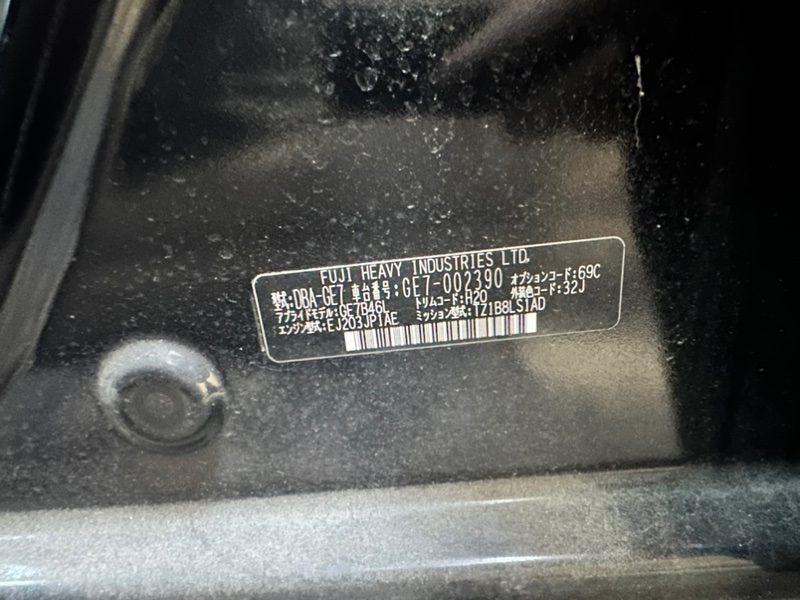 FUJI HEAVY INDUSTRIES LTD.
型式:DBA-GE7 車台番号:GE7-002390 オプションコード:69C
アプライドモデル:GE7B46L トリムコード:H20 外装色コード:32J
エンジン型式:EJ203JP1AE ミッション型式:TZ1B8LS1AD